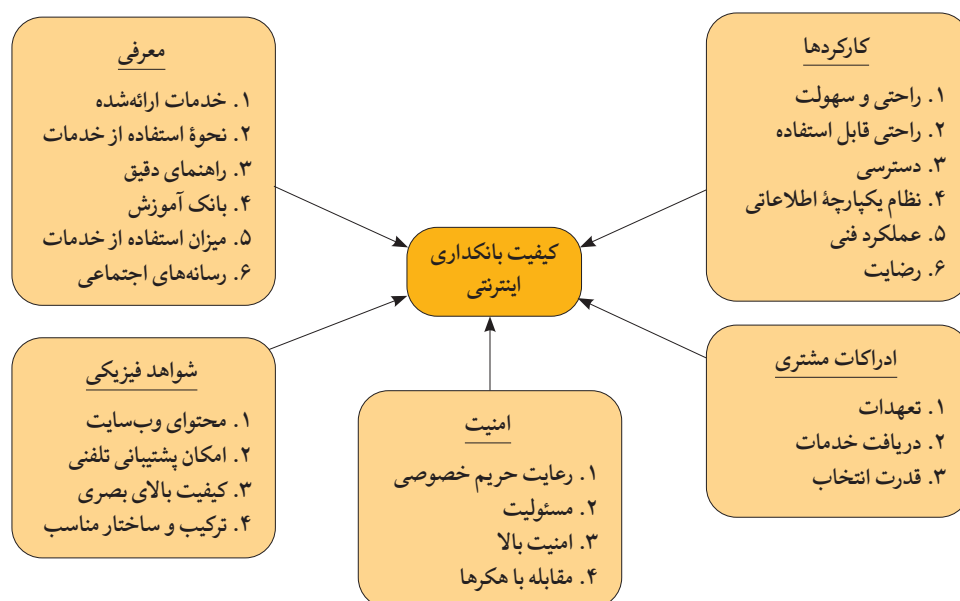 کارکردها
۱. راحتی و سهولت
۲. راحتی قابل استفاده
۳. دسترسی
۴. نظام یکپارچهٔ اطلاعاتی
۵. عملکرد فنی
۶. رضایت
معرفی
۱. خدمات ارائه‌شده
۲. نحوهٔ استفاده از خدمات
۳. راهنمای دقیق
۴. بانک آموزش
۵. میزان استفاده از خدمات
۶. رسانه‌های اجتماعی
کیفیت بانکداری
اینترنتی
ادراکات مشتری
۱. تعهدات
۲. دریافت خدمات
۳. قدرت انتخاب
امنیت
۱. رعایت حریم خصوصی
۲. مسئولیت
۳. امنیت بالا
۴. مقابله با هکرها
شواهد فیزیکی
۱. محتوای وب‌سایت
۲. امکان پشتیبانی تلفنی
۳. کیفیت بالای بصری
۴. ترکیب و ساختار مناسب